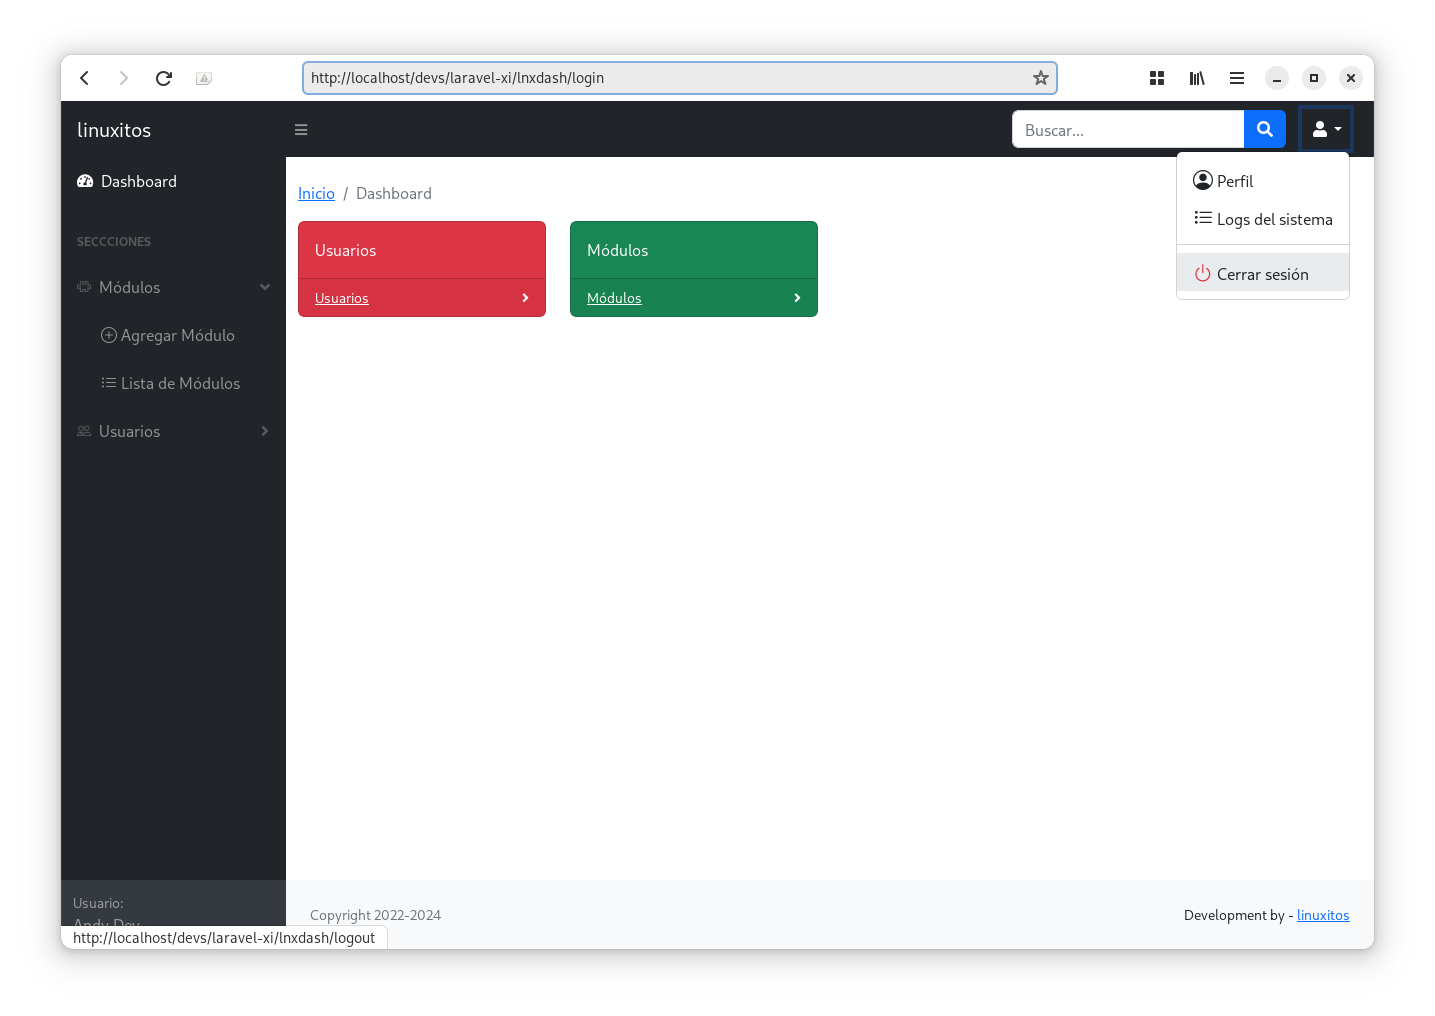 http://localhost/devs/laravel-xi/lnxdash/login
linuxitos
Buscar...
Dashboard
SECCCIONES
Módulos
Agregar Módulo
Lista de Módulos
Usuarios
Inicio / Dashboard
Usuarios
Usuarios
Módulos
Módulos
Perfil
Logs del sistema
Cerrar sesión
Usuario:
Andy Dev
http://localhost/devs/laravel-xi/lnxdash/logout
Copyright 2022-2024
Development by - linuxitos